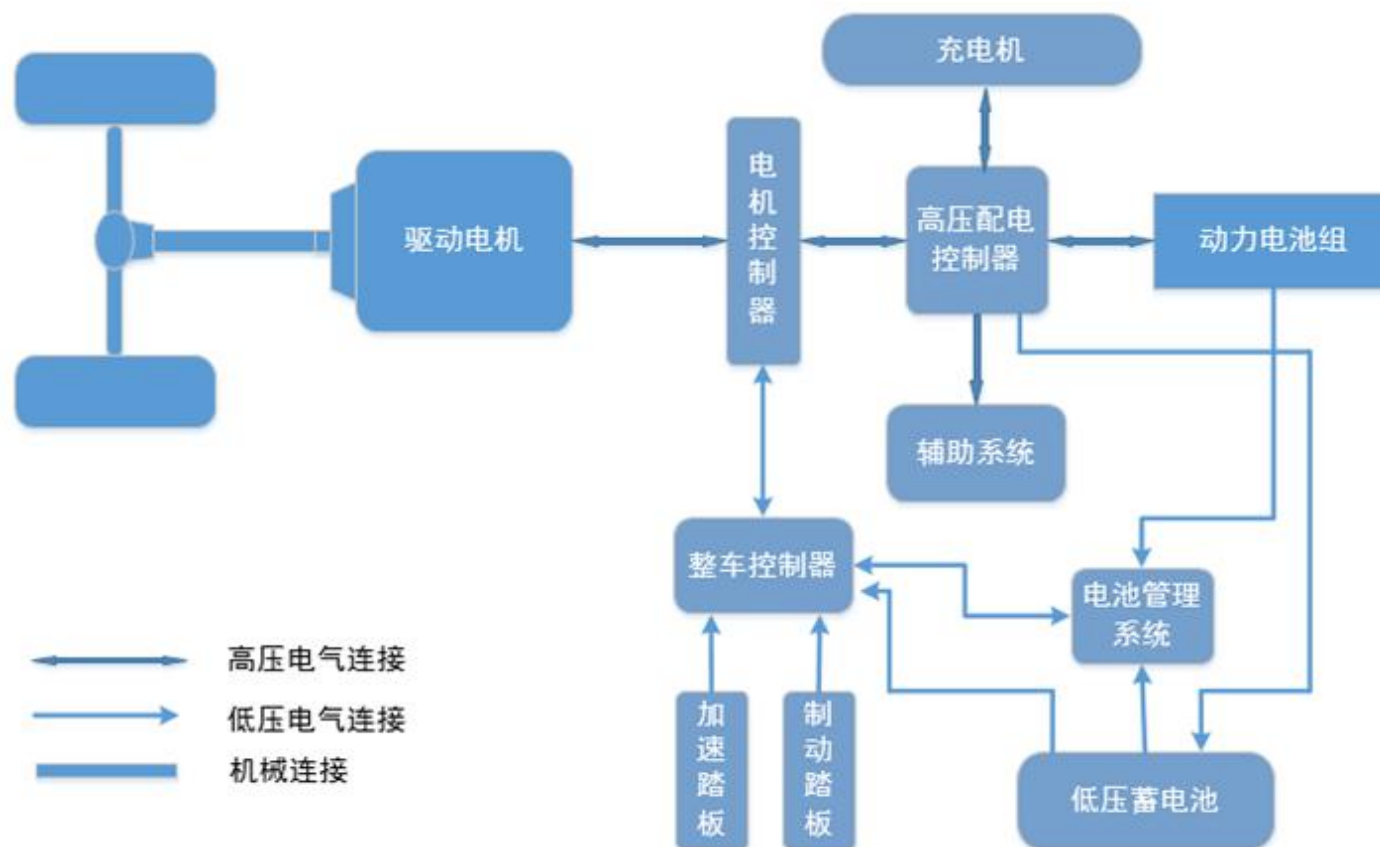 充电机
电机控制器
高压配电
控制器
动力电池组
驱动电机
辅助系统
整车控制器
电池管理
系统
加速踏板
制动踏板
低压蓄电池
高压电气连接
低压电气连接
机械连接